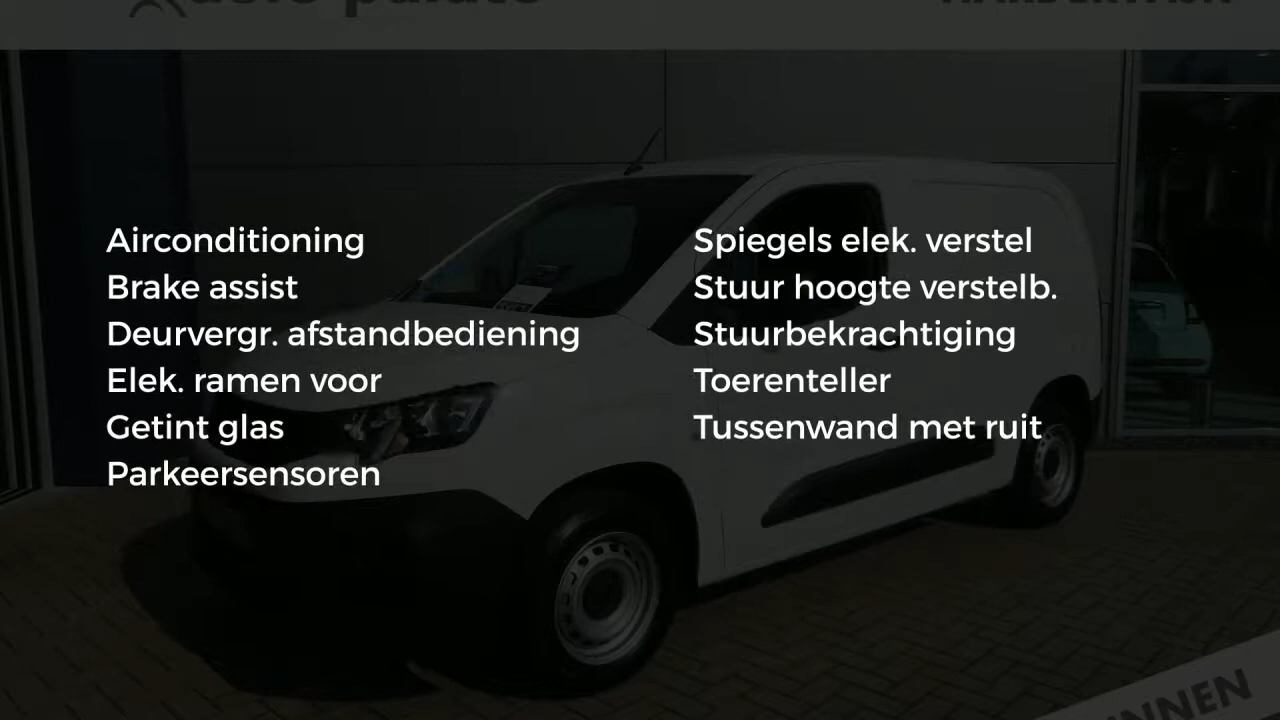 Airconditioning
Brake assist
Deurvergr. afstandbediening
Elek. ramen voor
Getint glas
Parkeersensoren
Spiegels elek. verstel
Stuur hoogte verstelb.
Stuurbekrachtiging
Toerenteller
Tussenwand met ruit